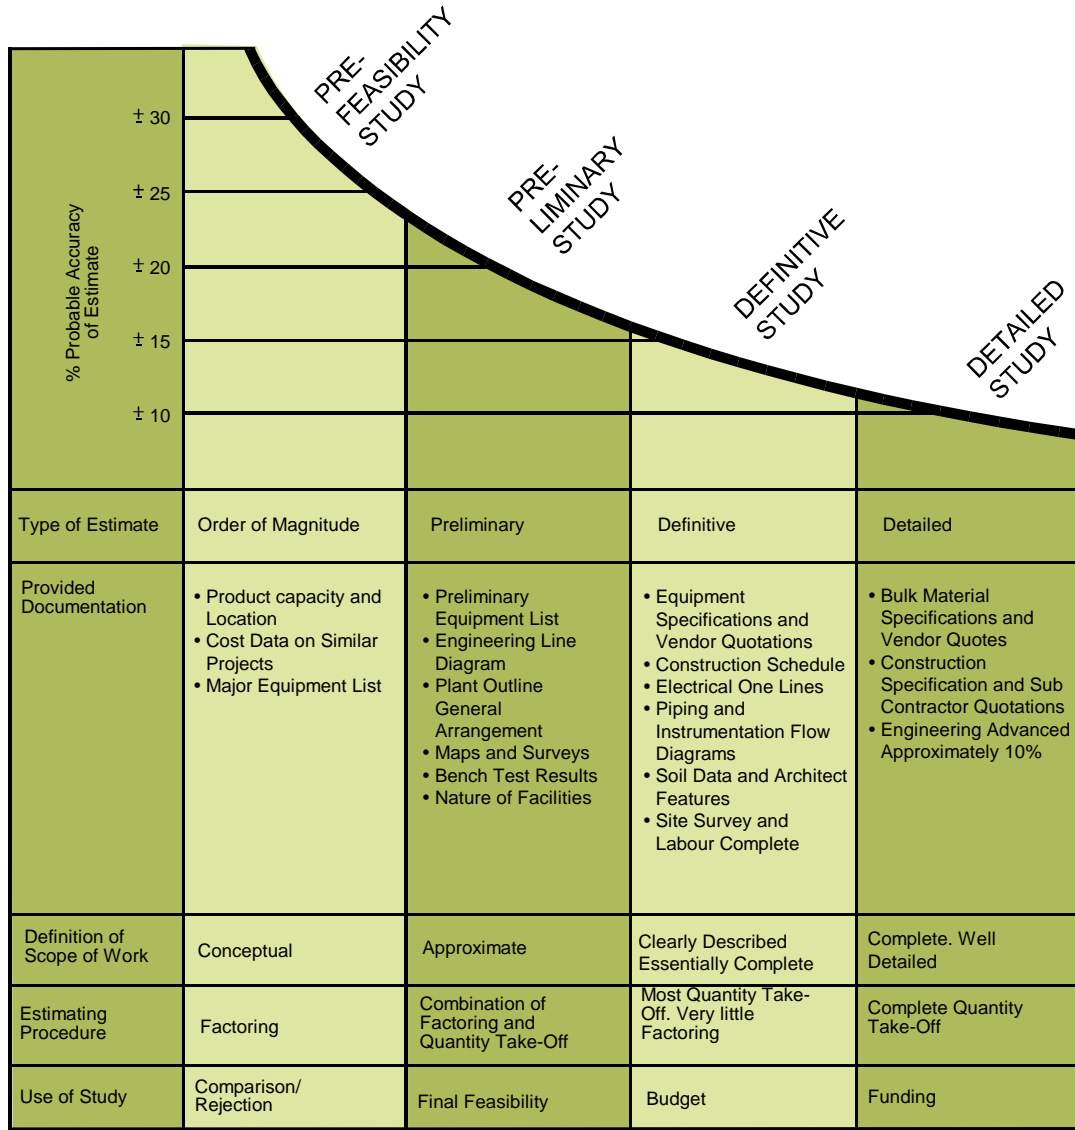 PRE-
FEASIBILITY
STUDY
PRE-
LIMINARY
STUDY
DEFINITIVE
STUDY
DETAILED
STUDY
% Probable Accuracy
of Estimate
± 30
± 25
± 20
± 15
± 10
Type of Estimate
Order of Magnitude
Preliminary
Definitive
Detailed
Provided
Documentation
• Product capacity and
Location
• Cost Data on Similar
Projects
• Major Equipment List
• Preliminary
Equipment List
• Engineering Line
Diagram
• Plant Outline
General
Arrangement
• Maps and Surveys
• Bench Test Results
• Nature of Facilities
• Equipment
Specifications and
Vendor Quotations
• Construction Schedule
• Electrical One Lines
• Piping and
Instrumentation Flow
Diagrams
• Soil Data and Architect
Features
• Site Survey and
Labour Complete
• Bulk Material
Specifications and
Vendor Quotes
• Construction
Specification and Sub
Contractor Quotations
• Engineering Advanced
Approximately 10%
Definition of
Scope of Work
Conceptual
Approximate
Clearly Described
Essentially Complete
Complete. Well
Detailed
Estimating
Procedure
Factoring
Combination of
Factoring and
Quantity Take-Off
Most Quantity Take-
Off. Very little
Factoring
Complete Quantity
Take-Off
Use of Study
Comparison/
Rejection
Final Feasibility
Budget
Funding